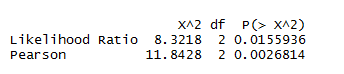 X^2 df P(> X^2)
Likelihood Ratio 8.3218 2 0.0155936
Pearson 11.8428 2 0.0026814